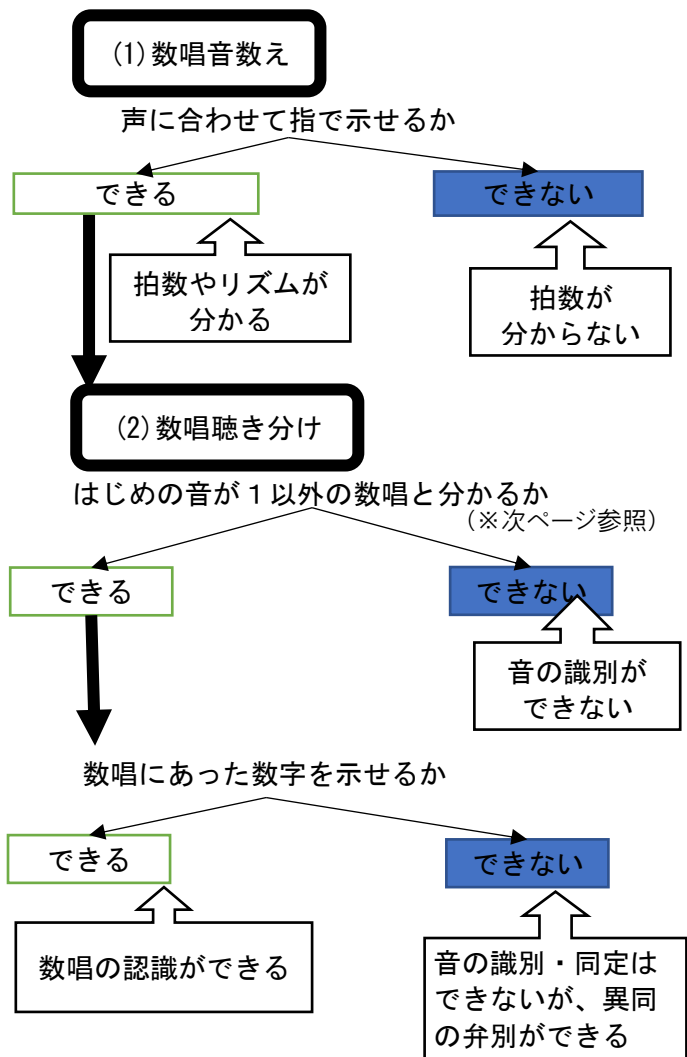 (1)数唱音数え
声に合わせて指で示せるか
できる
できない
拍数やリズムが
分かる
拍数が
分からない
(2)数唱聴き分け
はじめの音が１以外の数唱と分かるか
（※次ページ参照）
できる
できない
音の識別が
できない
数唱にあった数字を示せるか
できる
できない
数唱の認識ができる
音の識別・同定は
できないが、異同
の弁別ができる